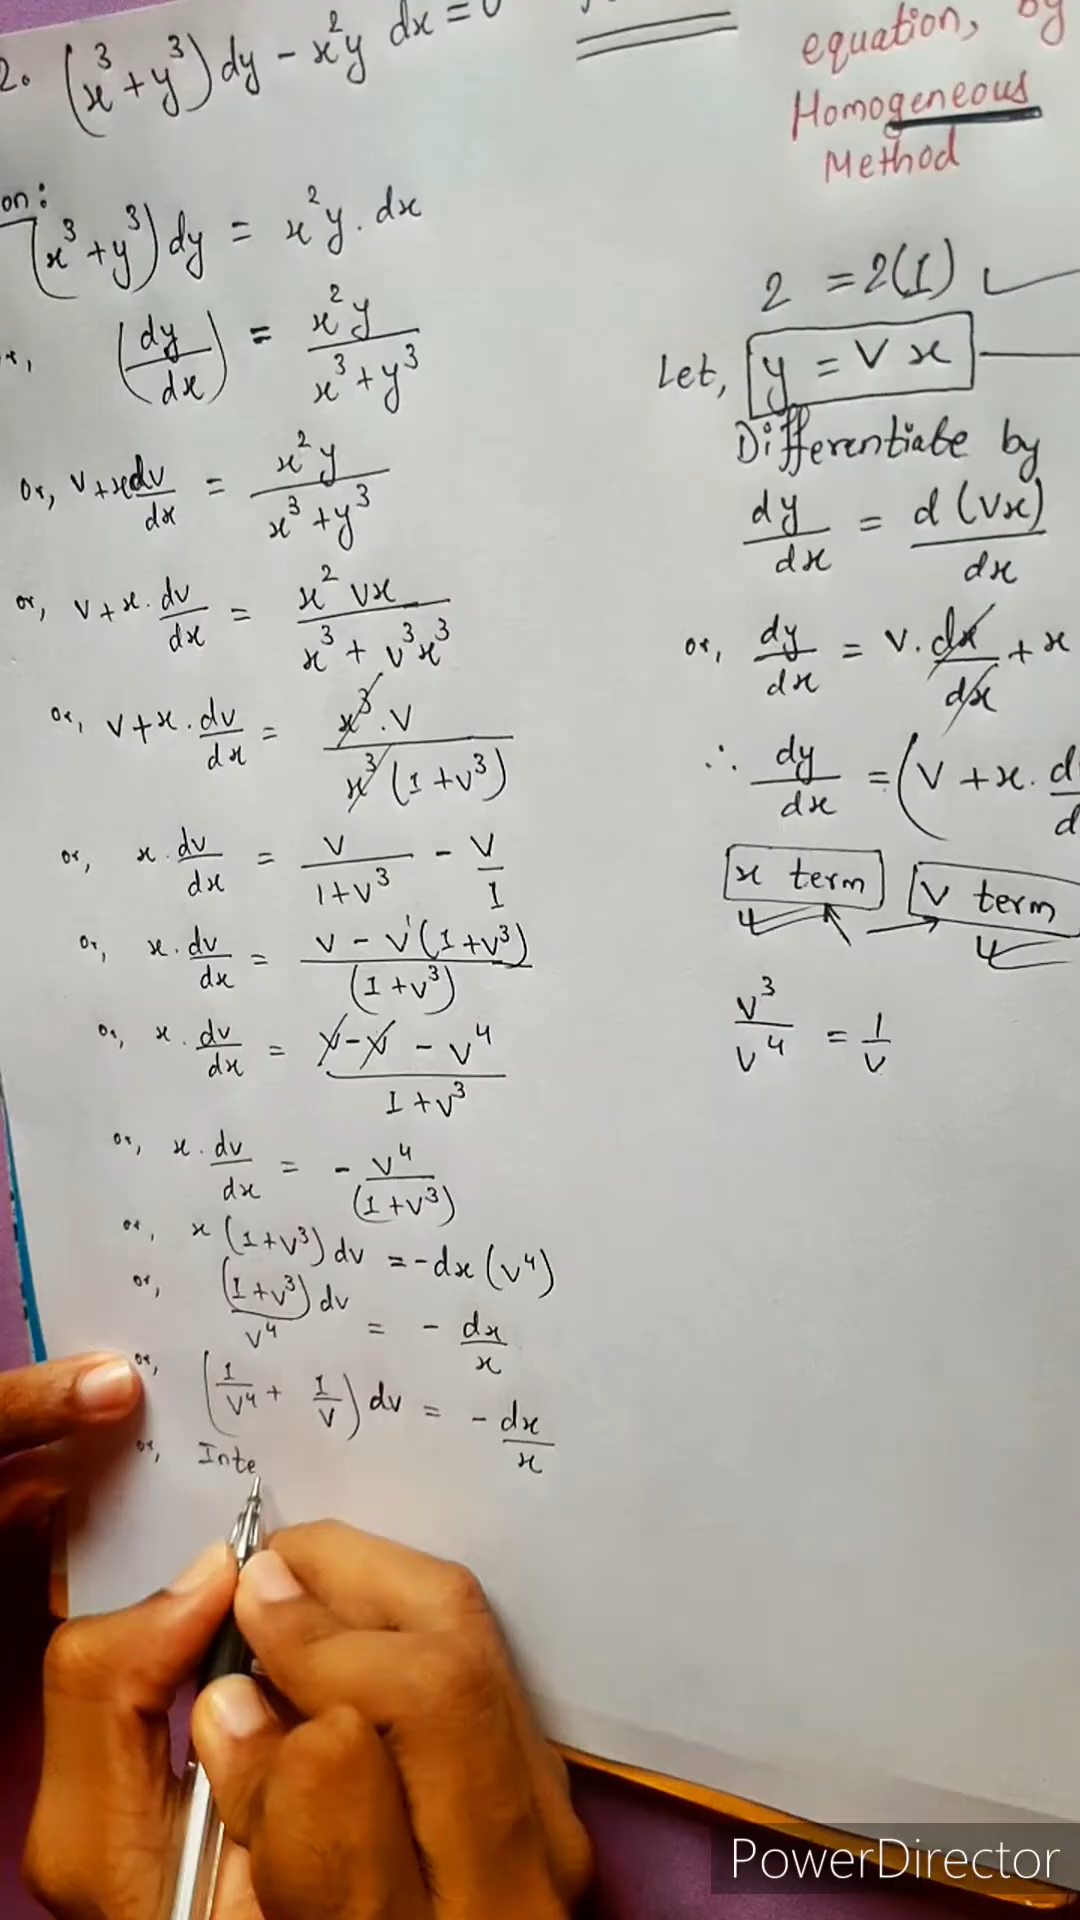 2. (x³+y³)dy - x²y dx = 0
equation, by
Homogeneous
Method
on:
(x³+y³)dy = x²y.dx
(dy/dx) = x²y/x³+y³
Or, v+xdv/dx = x²y/x³+y³
or, v+x.dv/dx = x² vx/x³+v³x³
or, v+x.dv/dx = x³.v/x³(1+v³)
or, x.dv/dx = v/1+v³ - v/1
or, x.dv/dx = v-v(1+v³)/(1+v³)
or, x.dv/dx = v-v-v⁴/1+v³
or, x.dv/dx = -v⁴/(1+v³)
or, x(1+v³)dv = -dx(v⁴)
or, (1+v³)dv/v⁴ = -dx/x
or, (1/v⁴ + 1/v)dv = -dx/x
or, Inte
2 = 2(1)
Let, y = vx
Differentiate by
dy/dx = d(vx)/dx
or, dy/dx = v.dx/dx + x
∴ dy/dx = (v+x.d
x term v term
v³/v⁴ = 1/v
PowerDirector